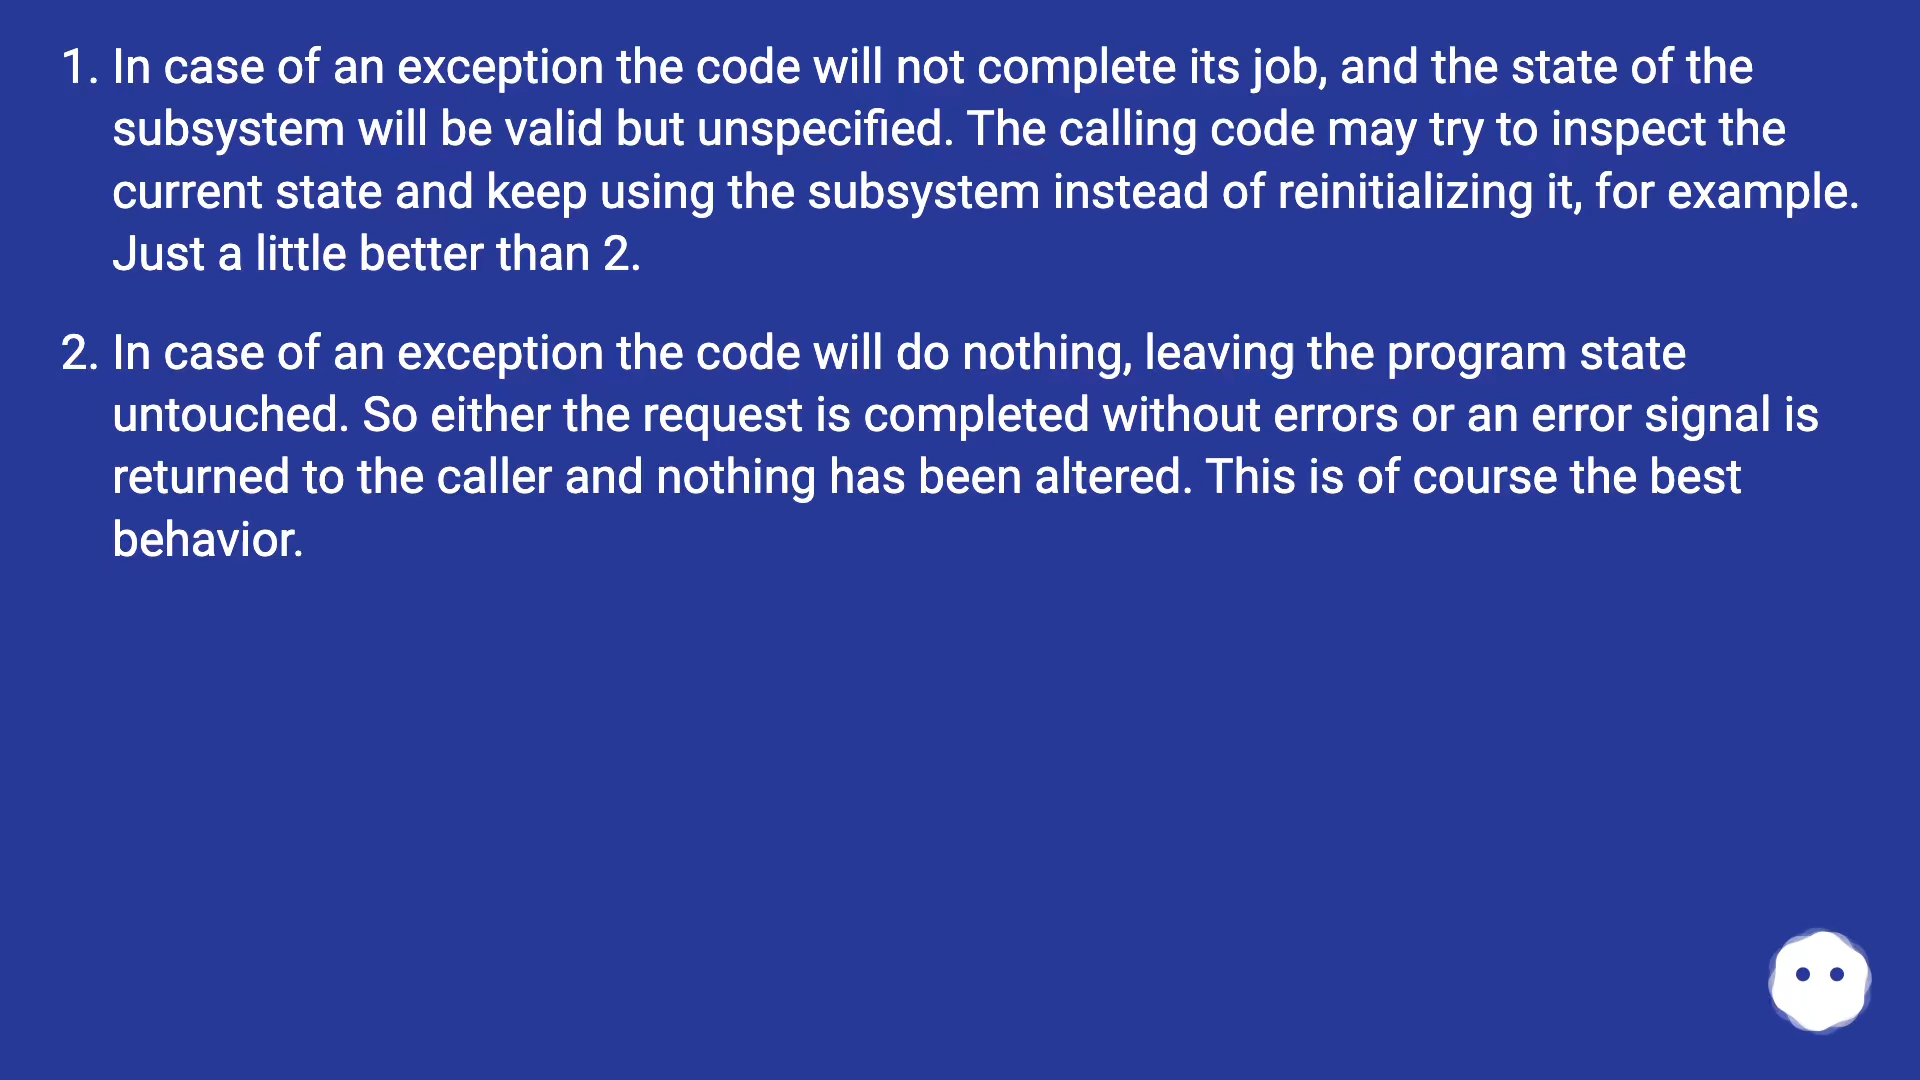 1. In case of an exception the code will not complete its job, and the state of the
subsystem will be valid but unspecified. The calling code may try to inspect the
current state and keep using the subsystem instead of reinitializing it, for example.
Just a little better than 2.
2. In case of an exception the code will do nothing, leaving the program state
untouched. So either the request is completed without errors or an error signal is
returned to the caller and nothing has been altered. This is of course the best
behavior.